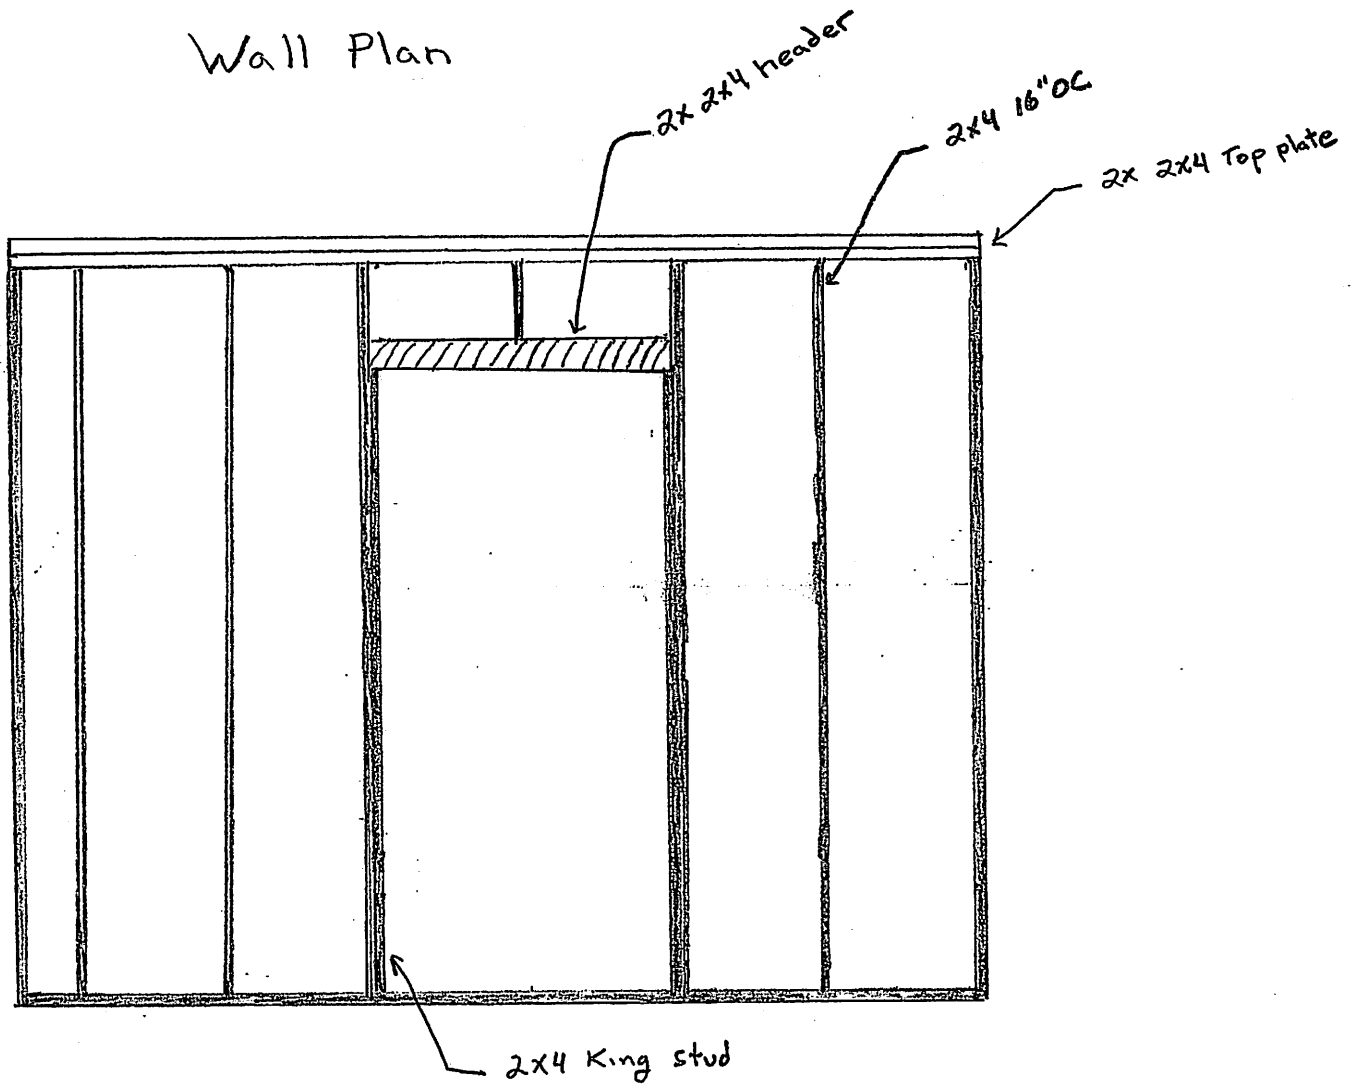 Wall Plan
2x 2x4 header
2x4 16"OC
2x 2x4 Top plate
2x4 King stud